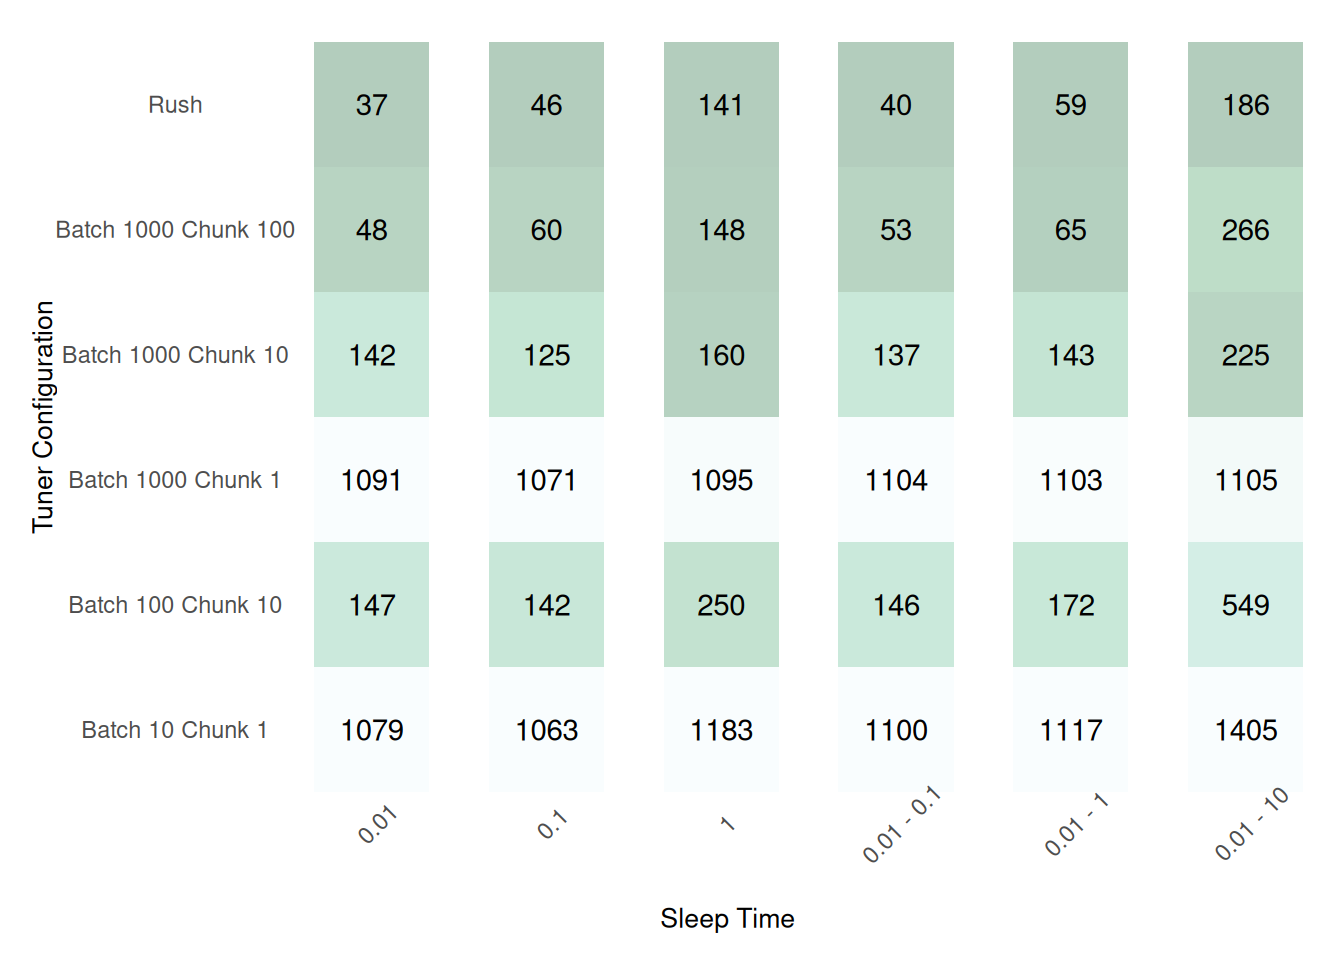 Rush 37 46 141 40 59 186
Batch 1000 Chunk 100 48 60 148 53 65 266
Batch 1000 Chunk 10 142 125 160 137 143 225
Batch 1000 Chunk 1 1091 1071 1095 1104 1103 1105
Batch 100 Chunk 10 147 142 250 146 172 549
Batch 10 Chunk 1 1079 1063 1183 1100 1117 1405
Tuner Configuration
0.01 0.1 1 0.01 - 0.1 0.01 - 1 0.01 - 10
Sleep Time